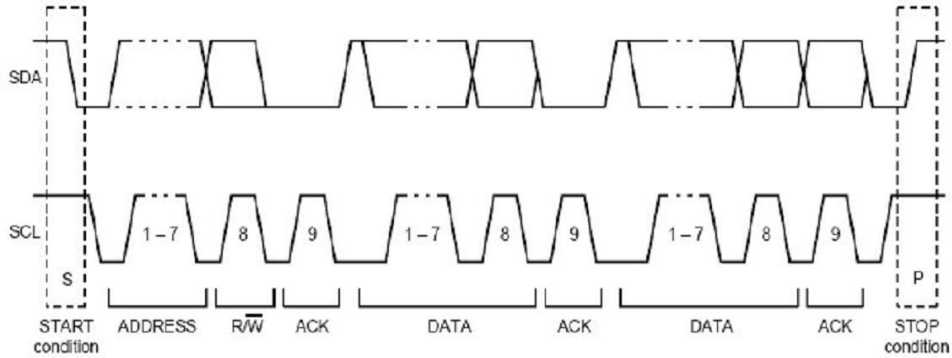 SDA
SCL
1 – 7
8
9
1 – 7
8
9
1 – 7
8
9
S
P
START condition
ADDRESS
R/W̅
ACK
DATA
ACK
DATA
ACK
STOP condition